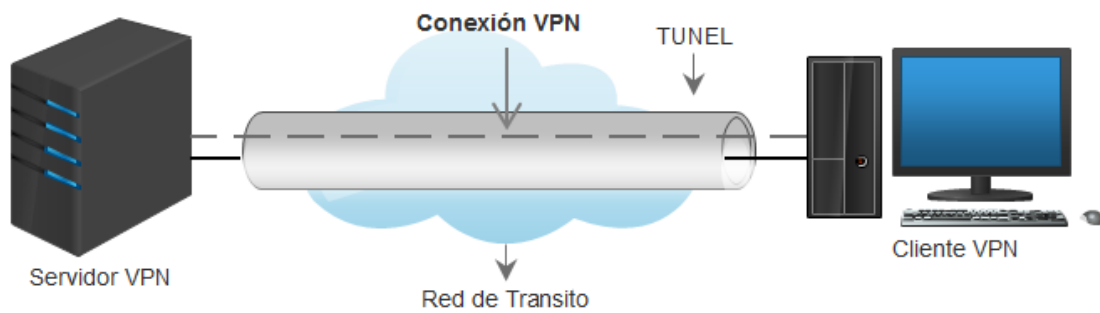 Conexión VPN
TUNEL
Servidor VPN
Cliente VPN
Red de Transito